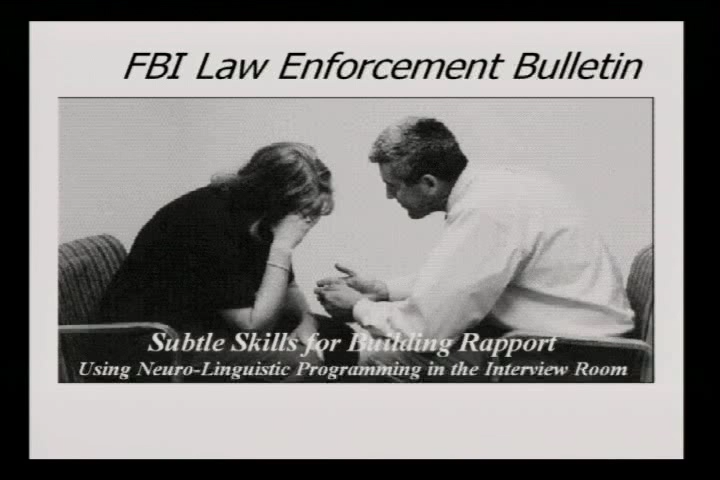 FBI Law Enforcement Bulletin
Subtle Skills for Building Rapport
Using Neuro-Linguistic Programming in the Interview Room